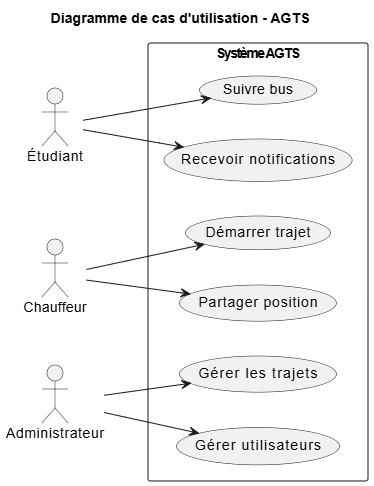 Diagramme de cas d'utilisation - AGTS
Système AGTS
Suivre bus
Étudiant
Recevoir notifications
Démarrer trajet
Chauffeur
Partager position
Gérer les trajets
Administrateur
Gérer utilisateurs